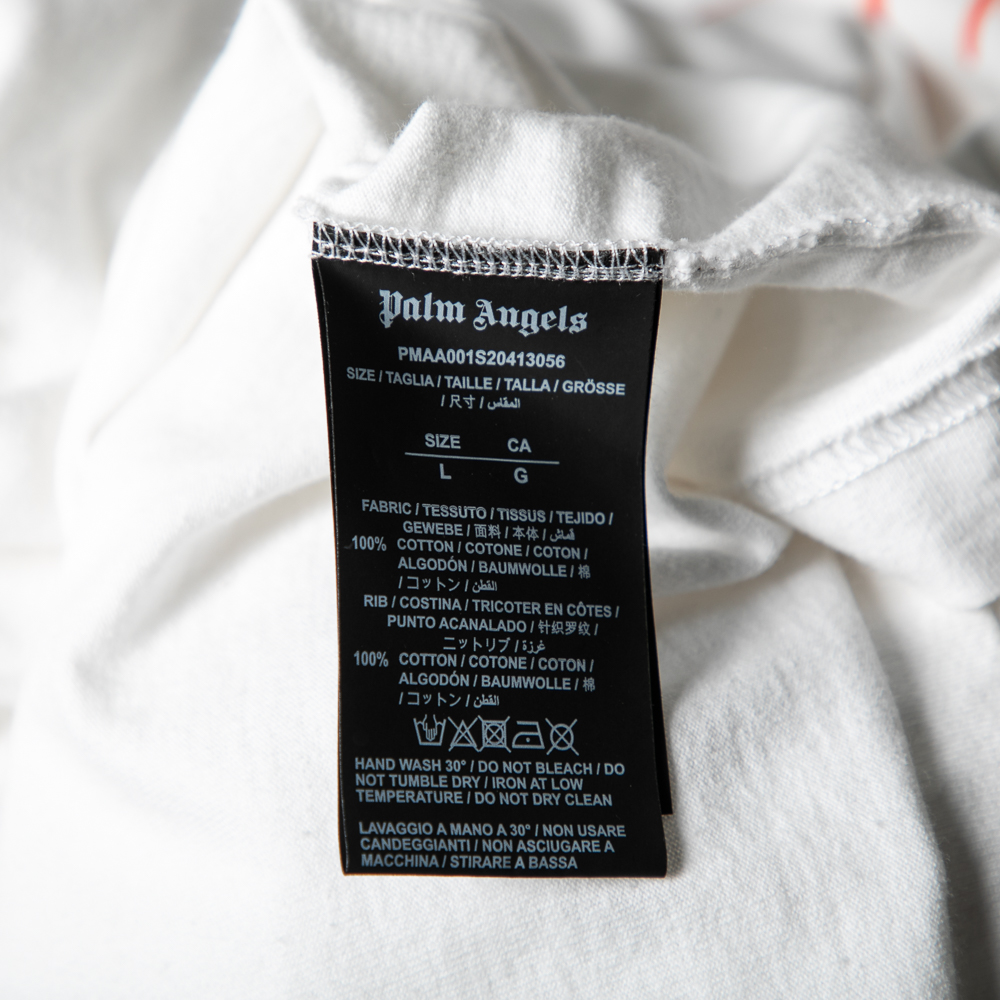 Palm Angels
PMAA001S20413056
SIZE / TAGLIA / TAILLE / TALLA / GRÖSSE
/ 尺寸 / المقاس
SIZE CA
L G
FABRIC / TESSUTO / TISSUS / TEJIDO /
GEWEBE / 面料 / 本体 / قماش
100% COTTON / COTONE / COTON /
ALGODÓN / BAUMWOLLE / 棉
/ コットン / القطن
RIB / COSTINA / TRICOTER EN CÔTES /
PUNTO ACANALADO / 针织罗纹 /
ニットリブ / غرزة
100% COTTON / COTONE / COTON /
ALGODÓN / BAUMWOLLE / 棉
/ コットン / القطن
HAND WASH 30° / DO NOT BLEACH / DO
NOT TUMBLE DRY / IRON AT LOW
TEMPERATURE / DO NOT DRY CLEAN
LAVAGGIO A MANO A 30° / NON USARE
CANDEGGIANTI / NON ASCIUGARE A
MACCHINA / STIRARE A BASSA